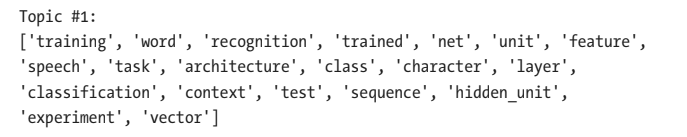 Topic #1:
['training', 'word', 'recognition', 'trained', 'net', 'unit', 'feature',
'speech', 'task', 'architecture', 'class', 'character', 'layer',
'classification', 'context', 'test', 'sequence', 'hidden_unit',
'experiment', 'vector']